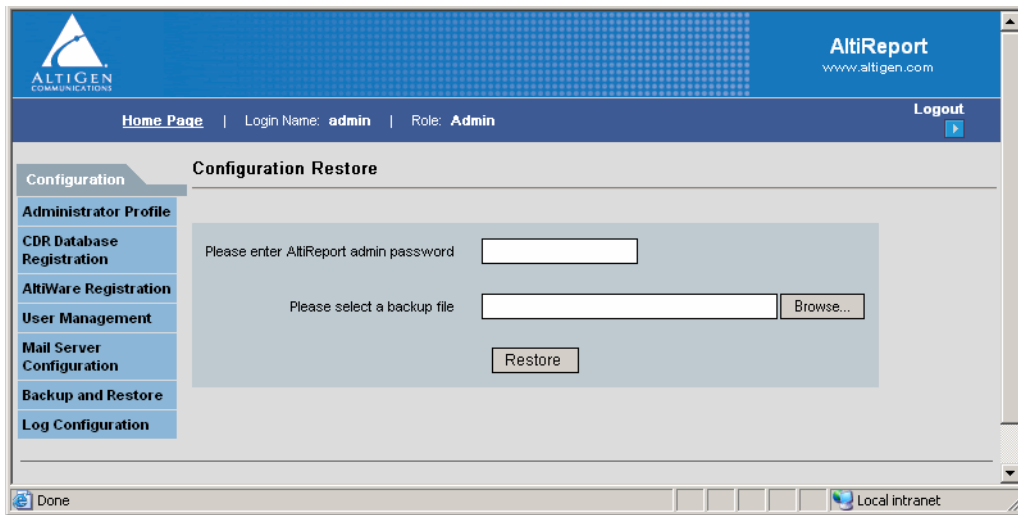 ALTIGEN
COMMUNICATIONS
AltiReport
www.altigen.com
Home Page | Login Name: admin | Role: Admin
Logout
Configuration
Administrator Profile
CDR Database
Registration
AltiWare Registration
User Management
Mail Server
Configuration
Backup and Restore
Log Configuration
Configuration Restore
Please enter AltiReport admin password
Please select a backup file
Browse...
Restore
Done
Local intranet